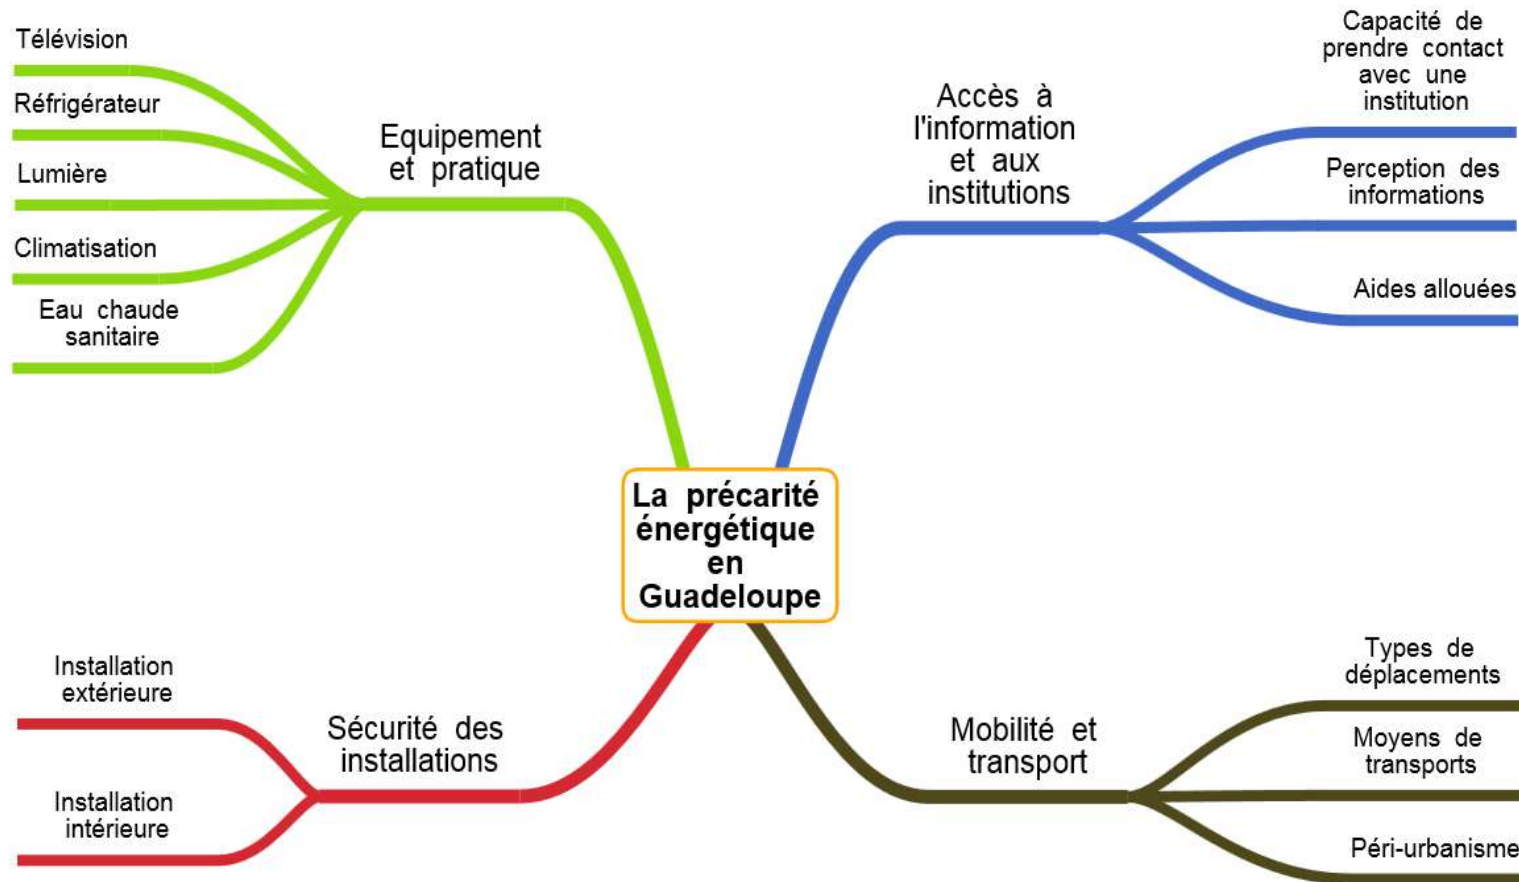 Télévision
Réfrigérateur
Lumière
Climatisation
Eau chaude
sanitaire
Equipement
et pratique
Accès à
l'information
et aux
institutions
Capacité de
prendre contact
avec une
institution
Perception des
informations
Aides allouées
La précarité
énergétique
en
Guadeloupe
Installation
extérieure
Installation
intérieure
Sécurité des
installations
Mobilité et
transport
Types de
déplacements
Moyens de
transports
Péri-urbanisme